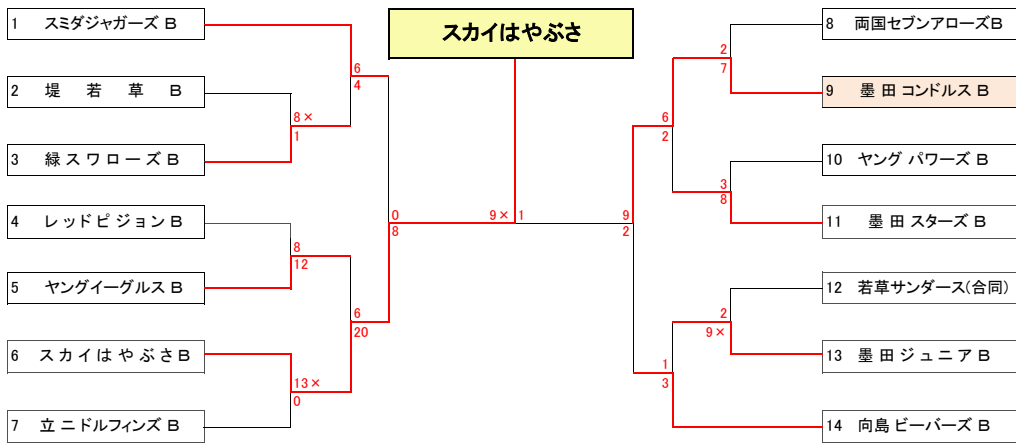 スカイはやぶさ
1 スミダジャガーズ B
2 堤 若 草 B
3 緑 スワローズ B
4 レッドピジョン B
5 ヤングイーグルス B
6 スカイはやぶさ B
7 立ニドルフィンズ B
6
4
8×
1
8
12
13×
0
6
20
0
8
9×
1
9
2
6
2
1
3
2
7
3
8
2
9×
8 両国セブンアローズB
9 墨田コンドルス B
10 ヤング パワーズ B
11 墨田 スターズ B
12 若草サンダース(合同)
13 墨田ジュニア B
14 向島 ビーバーズ B